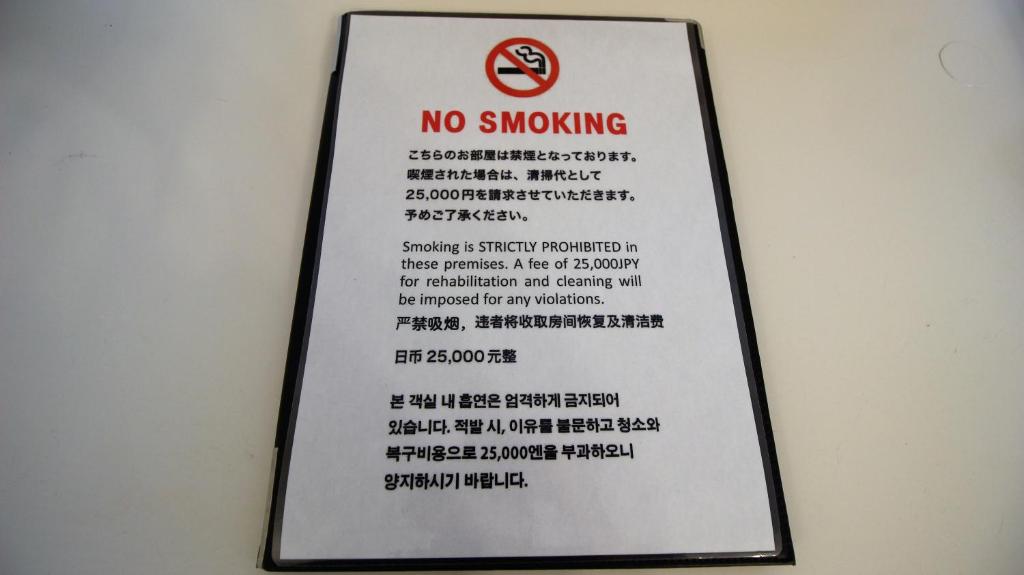 NO SMOKING
こちらのお部屋は禁煙となっております。
喫煙された場合は、清掃代として
25,000円を請求させていただきます。
予めご了承ください。
Smoking is STRICTLY PROHIBITED in
these premises. A fee of 25,000JPY
for rehabilitation and cleaning will
be imposed for any violations.
严禁吸烟，违者将收取房间恢复及清洁费
日币 25,000元整
본 객실 내 흡연은 엄격하게 금지되어
있습니다. 적발 시, 이유를 불문하고 청소와
복구비용으로 25,000엔을 부과하오니
양지하시기 바랍니다.